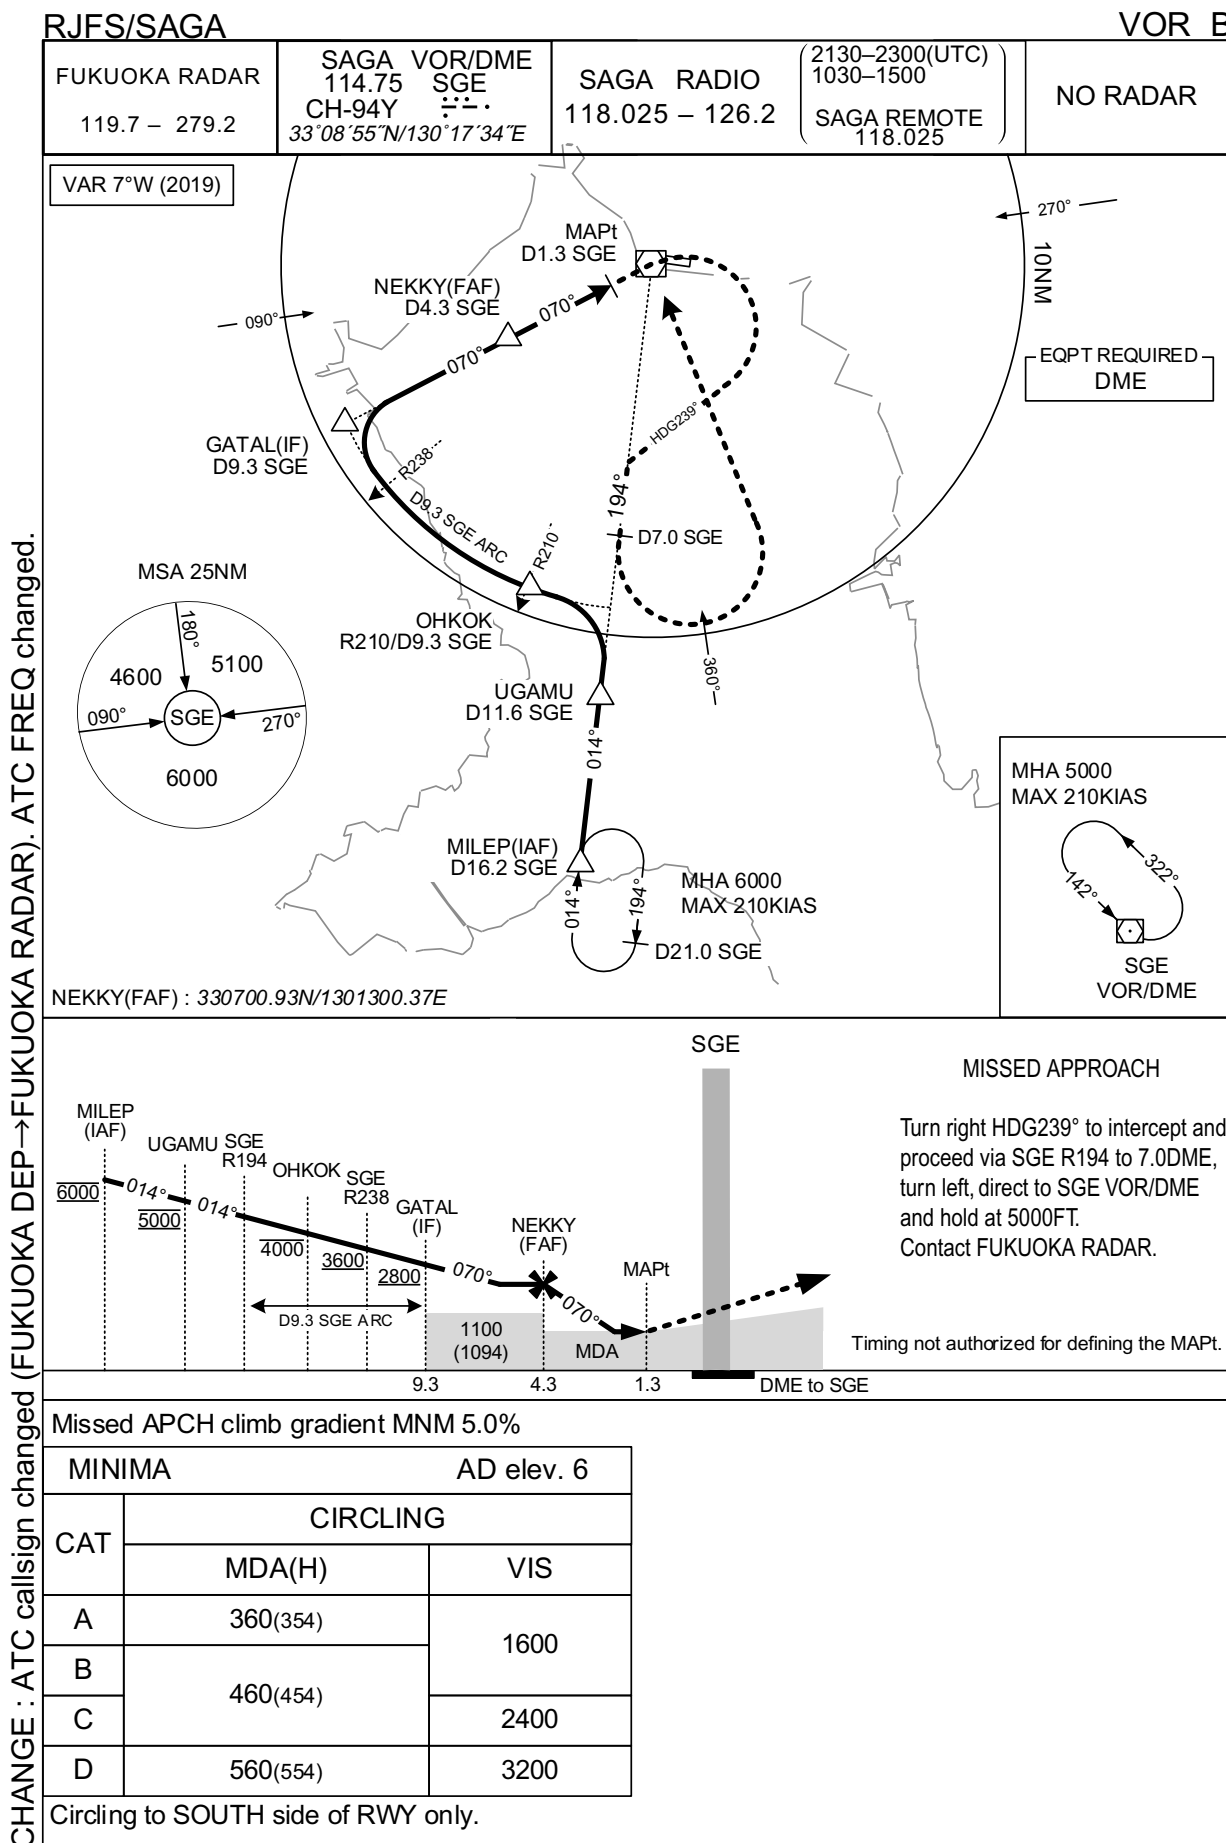 RJFS/SAGA
VOR B
FUKUOKA RADAR
119.7 – 279.2
SAGA VOR/DME
114.75 SGE
CH-94Y
33°08´55˝N/130°17´34˝E
SAGA RADIO
118.025 – 126.2
2130–2300(UTC)
1030–1500
SAGA REMOTE
118.025
NO RADAR
VAR 7°W (2019)
270°
10NM
MAPt
D1.3 SGE
NEKKY(FAF)
D4.3 SGE
070°
090°
070°
EQPT REQUIRED
DME
HDG239°
GATAL(IF)
D9.3 SGE
R238
D9.3 SGE ARC
194°
R210
D7.0 SGE
MSA 25NM
180°
4600
5100
090°
SGE
270°
6000
OHKOK
R210/D9.3 SGE
360°
UGAMU
D11.6 SGE
014°
MILEP(IAF)
D16.2 SGE
014°
194°
MHA 6000
MAX 210KIAS
D21.0 SGE
MHA 5000
MAX 210KIAS
322°
142°
SGE
VOR/DME
NEKKY(FAF) : 330700.93N/1301300.37E
SGE
MISSED APPROACH
Turn right HDG239° to intercept and
proceed via SGE R194 to 7.0DME,
turn left, direct to SGE VOR/DME
and hold at 5000FT.
Contact FUKUOKA RADAR.
MILEP
(IAF)
UGAMU
SGE
R194
OHKOK
SGE
R238
GATAL
(IF)
NEKKY
(FAF)
MAPt
6000
014°
5000
014°
4000
3600
2800
070°
070°
D9.3 SGE ARC
1100
(1094)
MDA
Timing not authorized for defining the MAPt.
9.3
4.3
1.3
DME to SGE
Missed APCH climb gradient MNM 5.0%
MINIMA
AD elev. 6
CAT
CIRCLING
MDA(H)
VIS
A
360(354)
1600
B
460(454)
C
2400
D
560(554)
3200
Circling to SOUTH side of RWY only.
CHANGE : ATC callsign changed (FUKUOKA DEP→FUKUOKA RADAR). ATC FREQ changed.